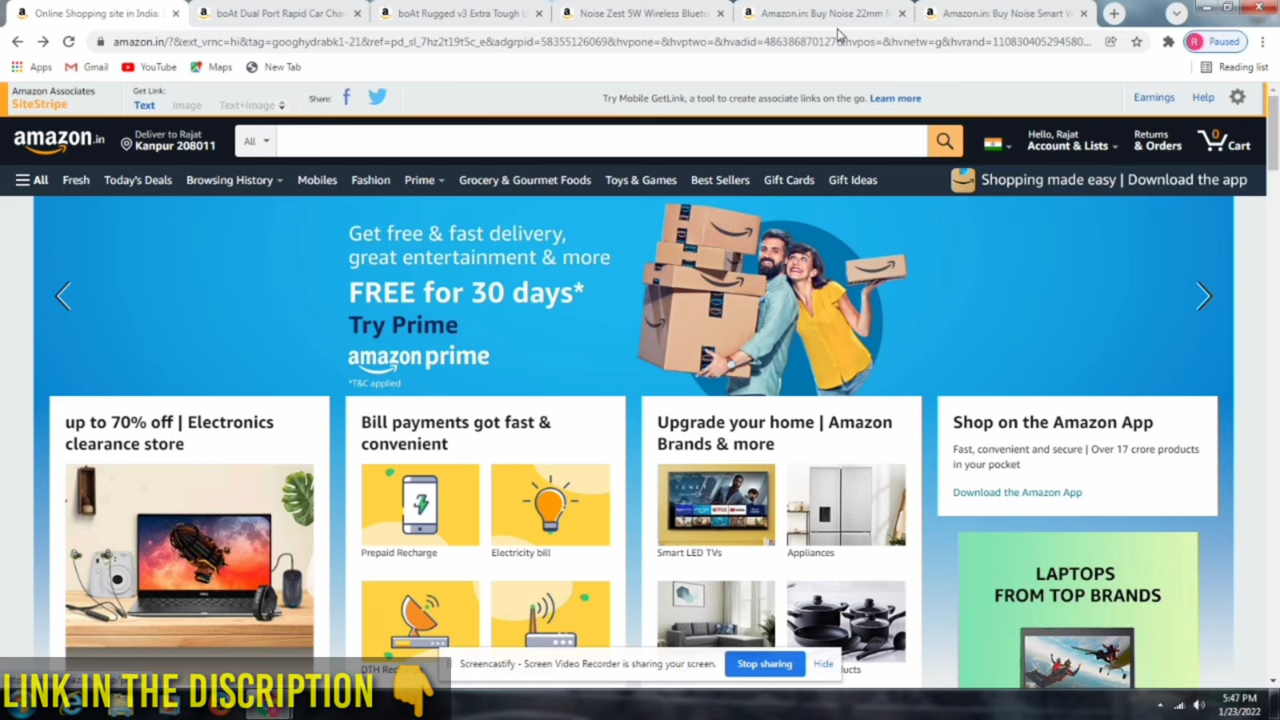 Online Shopping site in India:
boAt Dual Port Rapid Car Char
boAt Rugged v3 Extra Tough U
Noise Zest 5W Wireless Blueto
Amazon.in: Buy Noise 22mm M
Amazon.in: Buy Noise Smart W
amazon.in/?&ext_vrnc=hi&tag=googhydrabk1-21&ref=pd_sl_7hz2t19t5c_e&adgrpid=58355126069&hvpone=&hvptwo=&hvadid=486386870127&hvpos=&hvnetw=g&hvrand=110830405294580...
R Paused
Apps
Gmail
YouTube
Maps
New Tab
Reading list
Amazon Associates
SiteStripe
Get Link:
Text Image Text+Image
Share:
Try Mobile GetLink, a tool to create associate links on the go. Learn more
Earnings Help
amazon.in
Deliver to Rajat
Kanpur 208011
All
Hello, Rajat
Account & Lists
Returns
& Orders
0
Cart
All Fresh Today's Deals Browsing History Mobiles Fashion Prime Grocery & Gourmet Foods Toys & Games Best Sellers Gift Cards Gift Ideas
Shopping made easy | Download the app
Get free & fast delivery,
great entertainment & more
FREE for 30 days*
Try Prime
amazon prime
*T&C applied
up to 70% off | Electronics
clearance store
Bill payments got fast &
convenient
Prepaid Recharge
Electricity bill
DTH Re
Upgrade your home | Amazon
Brands & more
Smart LED TVs
Appliances
ucts
Shop on the Amazon App
Fast, convenient and secure | Over 17 crore products
in your pocket
Download the Amazon App
LAPTOPS
FROM TOP BRANDS
Screencastify - Screen Video Recorder is sharing your screen.
Stop sharing
Hide
LINK IN THE DISCRIPTION
5:47 PM
1/23/2022